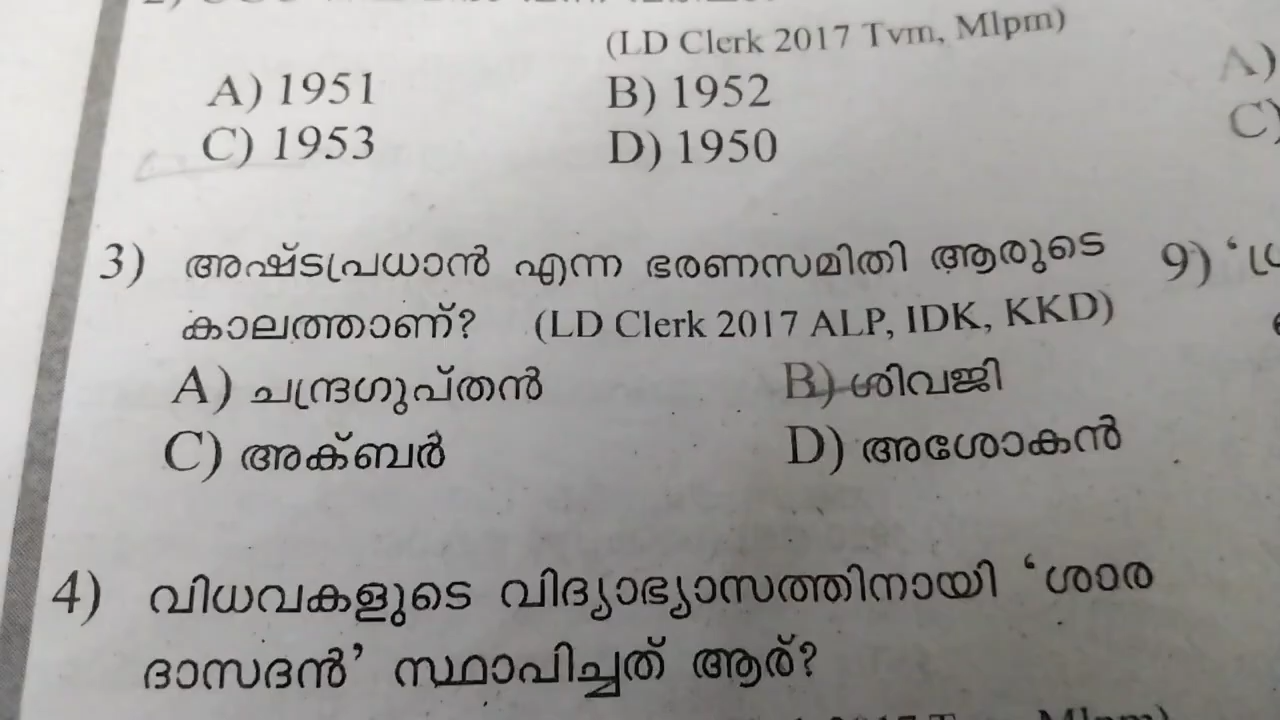 (LD Clerk 2017 Tvm, Mlpm)
A) 1951 B) 1952
C) 1953 D) 1950
A)
C)
3) അഷ്ടപ്രധാൻ എന്ന ഭരണസമിതി ആരുടെ
കാലത്താണ്? (LD Clerk 2017 ALP, IDK, KKD)
A) ചന്ദ്രഗുപ്തൻ B) ശിവജി
C) അക്ബർ D) അശോകൻ
9) ‘
4) വിധവകളുടെ വിദ്യാഭ്യാസത്തിനായി ‘ശാര
ദാസദൻ’ സ്ഥാപിച്ചത് ആര്?